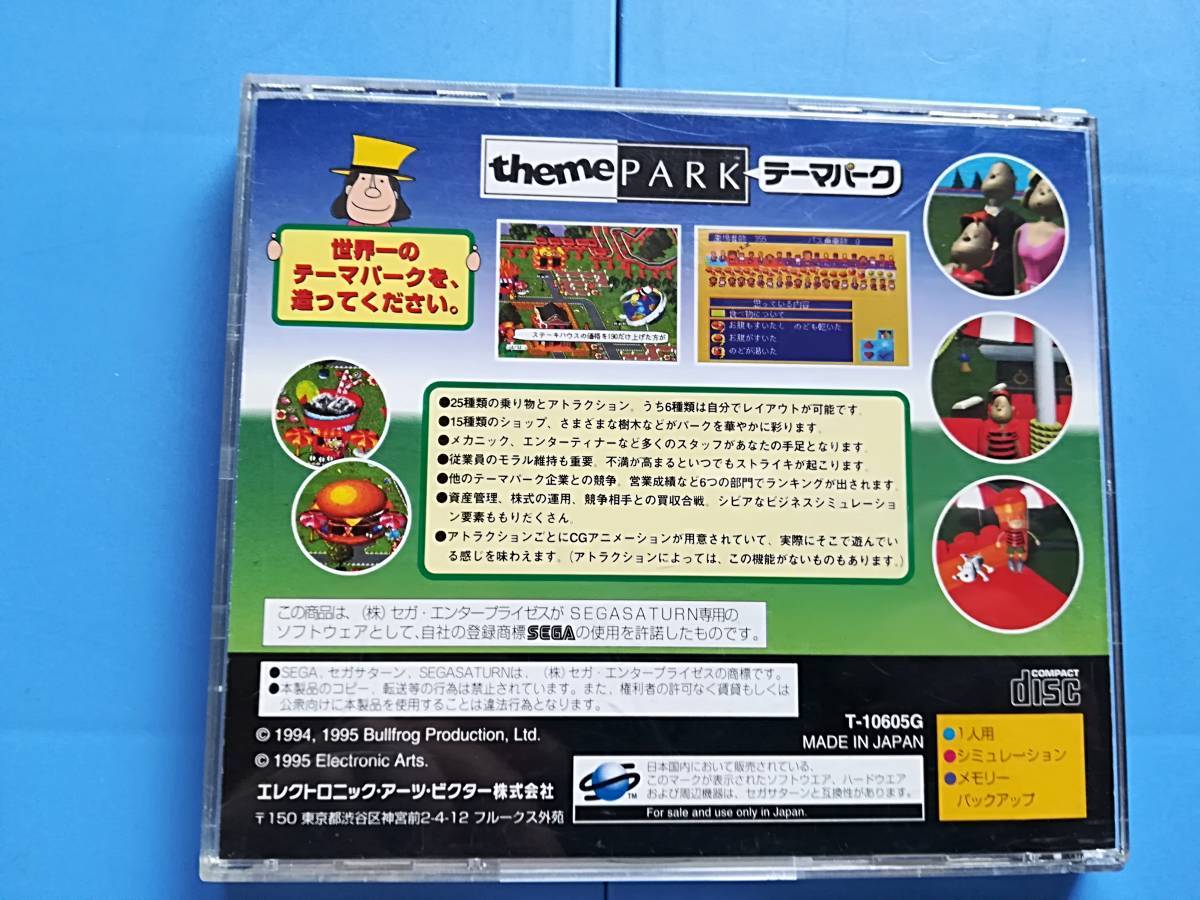 theme PARK テーマパーク
世界一の
テーマパークを、
造ってください。
ステーキハウスの価格を190だけ上げた方が
来場者数 355 バス乗車数 0
思っている内容
食べ物について
お腹もすいたし のども乾いた
お腹がすいた
のどが渇いた
●25種類の乗り物とアトラクション。うち6種類は自分でレイアウトが可能です。
●15種類のショップ、さまざまな樹木などがパークを華やかに彩ります。
●メカニック、エンターティナーなど多くのスタッフがあなたの手足となります。
●従業員のモラル維持も重要。不満が高まるといつでもストライキが起こります。
●他のテーマパーク企業との競争。営業成績など6つの部門でランキングが出されます。
●資産管理、株式の運用、競争相手との買収合戦。シビアなビジネスシミュレーショ
ン要素ももりだくさん。
●アトラクションごとにCGアニメーションが用意されていて、実際にそこで遊んでい
る感じを味わえます。(アトラクションによっては、この機能がないものもあります。)
この商品は、(株)セガ・エンタープライゼスがSEGASATURN専用の
ソフトウェアとして、自社の登録商標SEGAの使用を許諾したものです。
●SEGA、セガサターン、SEGASATURNは、(株)セガ・エンタープライゼスの商標です。
●本製品のコピー、転送等の行為は禁止されています。また、権利者の許可なく賃貸もしくは
公衆向けに本製品を使用することは違法行為となります。
COMPACT
disc
© 1994, 1995 Bullfrog Production, Ltd.
© 1995 Electronic Arts.
エレクトロニック・アーツ・ビクター株式会社
〒150 東京都渋谷区神宮前2-4-12 フルークス外苑
T-10605G
MADE IN JAPAN
TM
日本国内において販売されている、
このマークが表示されたソフトウエア、ハードウエア
および周辺機器は、セガサターンと互換性があります。
For sale and use only in Japan.
●1人用
●シミュレーション
●メモリー
バックアップ